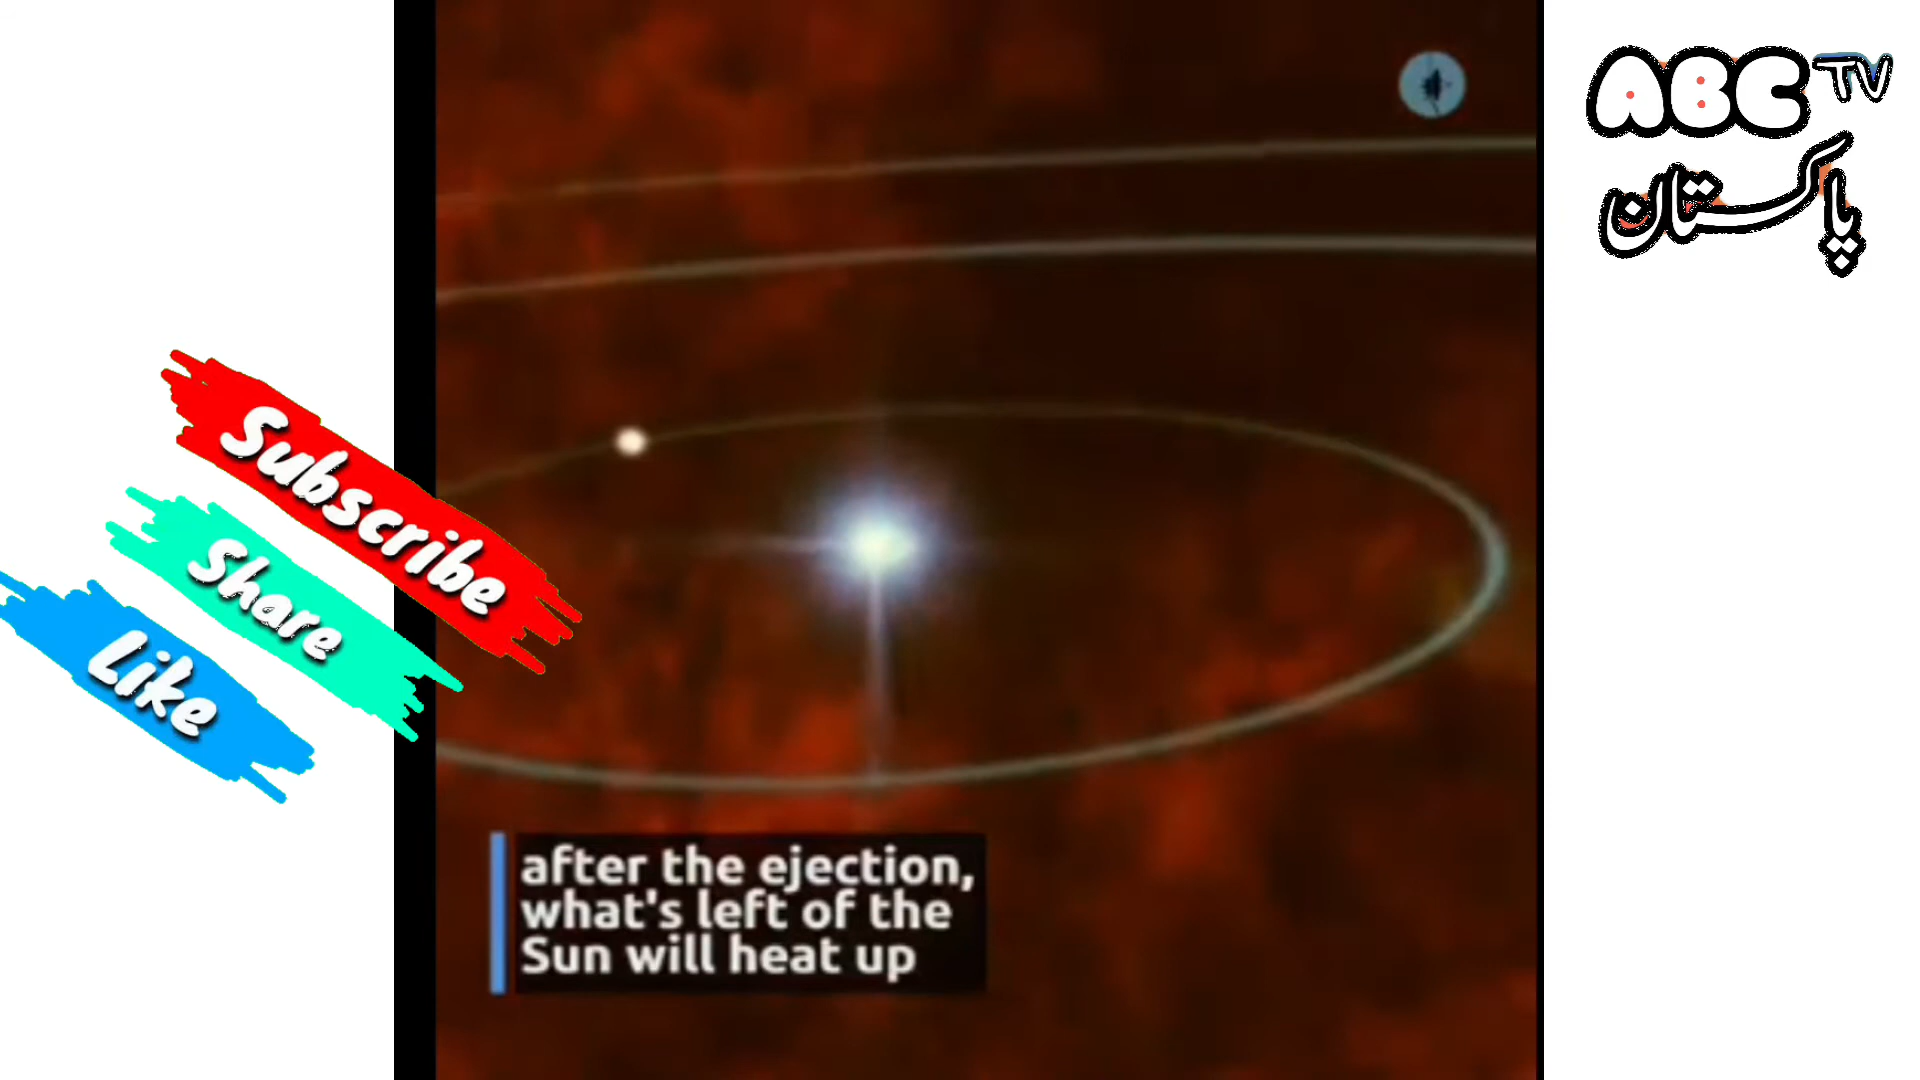 ABC TV
پاکستان
Subscribe
Share
Like
after the ejection,
what's left of the
Sun will heat up